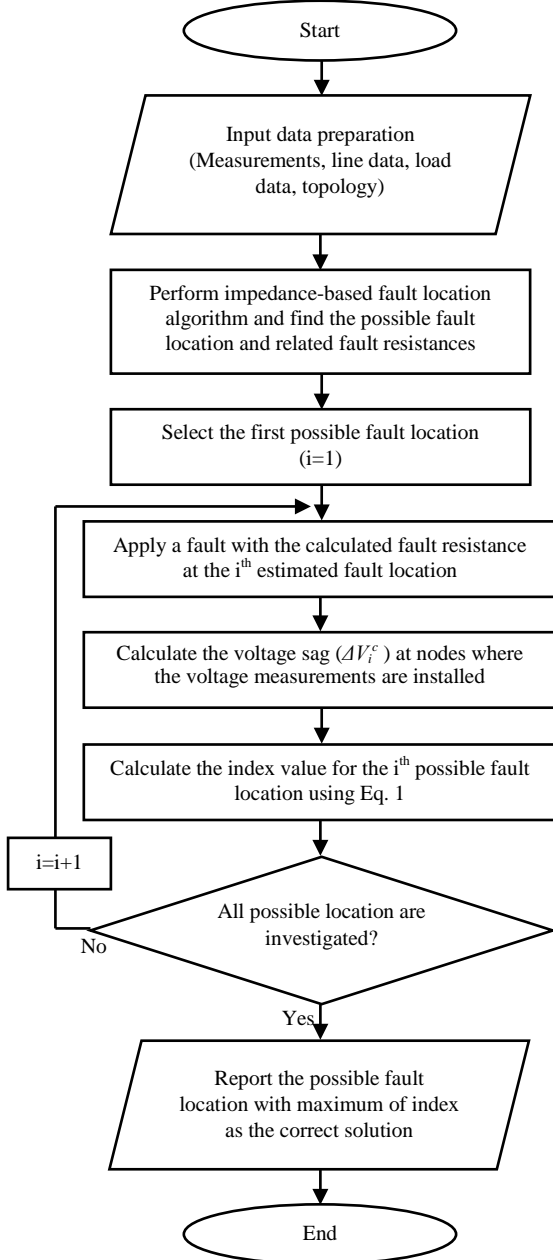 Start
Input data preparation
(Measurements, line data, load
data, topology)
Perform impedance-based fault location
algorithm and find the possible fault
location and related fault resistances
Select the first possible fault location
(i=1)
Apply a fault with the calculated fault resistance
at the iᵗʰ estimated fault location
Calculate the voltage sag (ΔVᵢᶜ ) at nodes where
the voltage measurements are installed
Calculate the index value for the iᵗʰ possible fault
location using Eq. 1
i=i+1
All possible location are
investigated?
No
Yes
Report the possible fault
location with maximum of index
as the correct solution
End